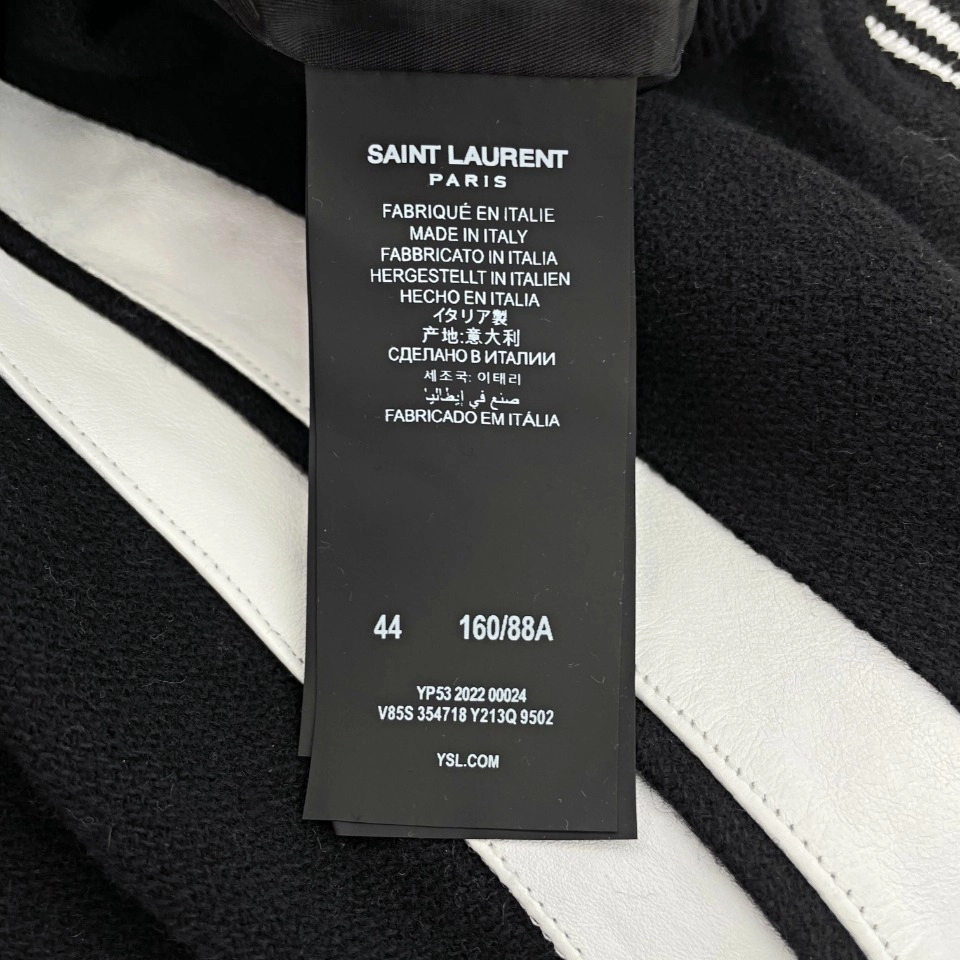 SAINT LAURENT
PARIS
FABRIQUÉ EN ITALIE
MADE IN ITALY
FABBRICATO IN ITALIA
HERGESTELLT IN ITALIEN
HECHO EN ITALIA
イタリア製
产地:意大利
СДЕЛАНО В ИТАЛИИ
세조국: 이태리
صنع في إيطاليا
FABRICADO EM ITÁLIA
44 160/88A
YP53 2022 00024
V85S 354718 Y213Q 9502
YSL.COM